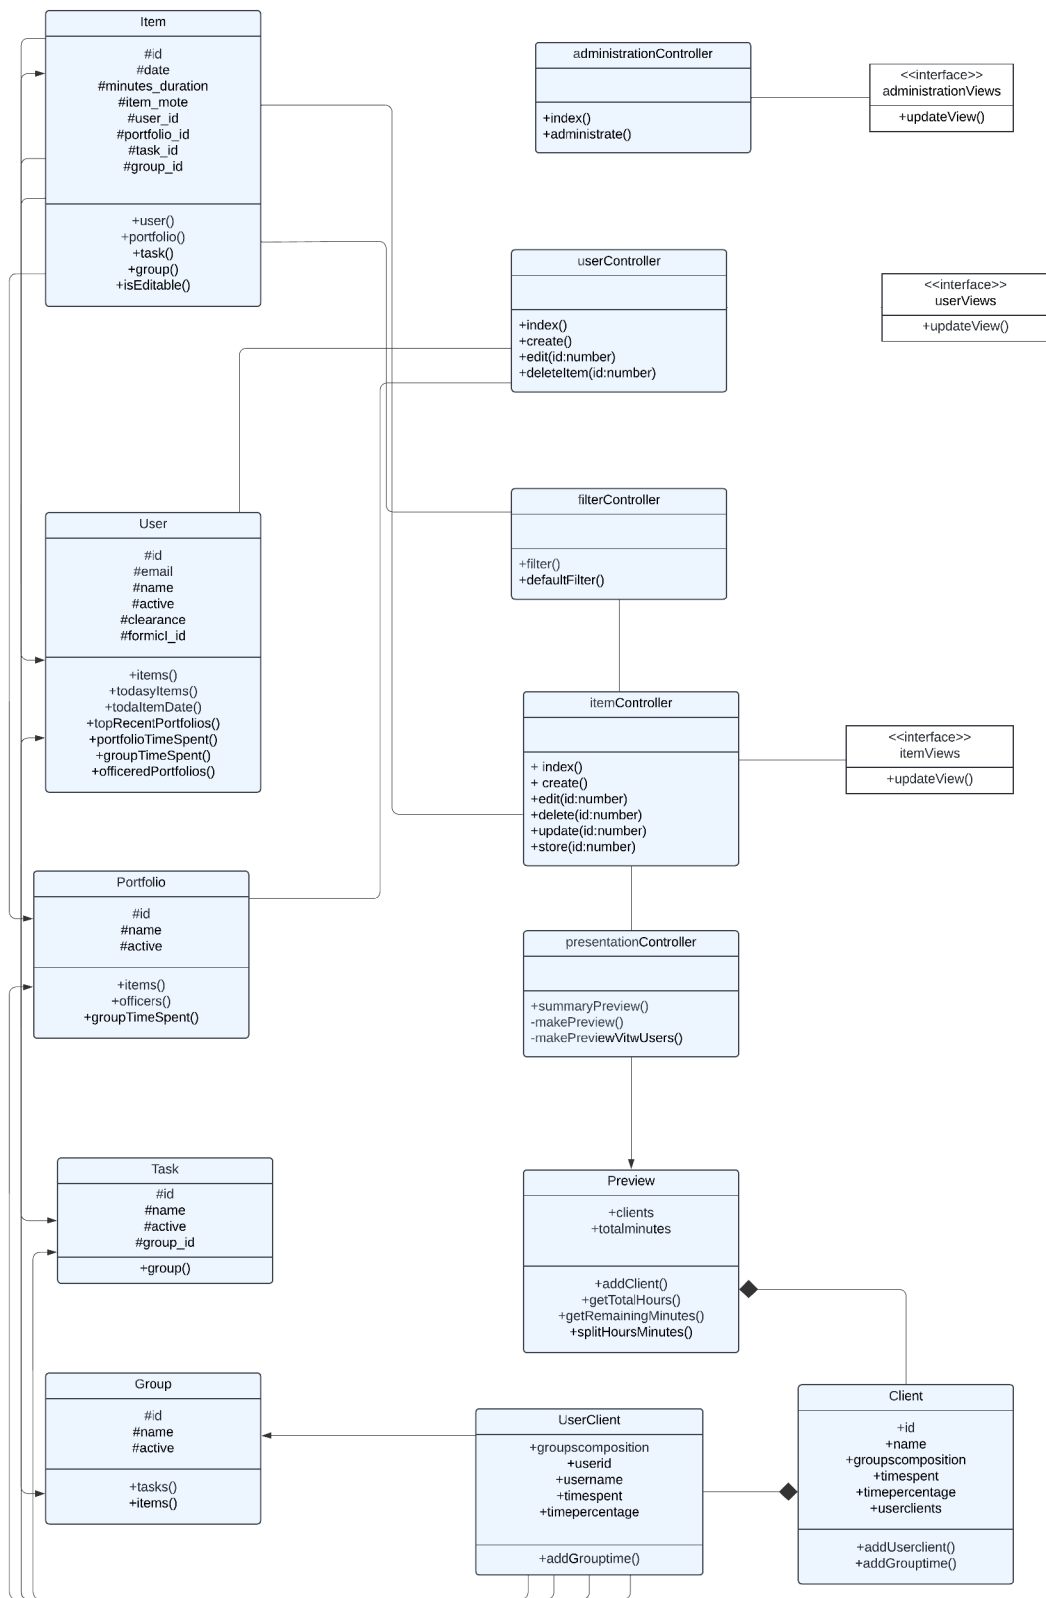 Item
#id
#date
#minutes_duration
#item_mote
#user_id
#portfolio_id
#task_id
#group_id
+user()
+portfolio()
+task()
+group()
+isEditable()
administrationController
+index()
+administrate()
<<interface>>
administrationViews
+updateView()
userController
+index()
+create()
+edit(id:number)
+deleteItem(id:number)
<<interface>>
userViews
+updateView()
User
#id
#email
#name
#active
#clearance
#formicI_id
+items()
+todasyItems()
+todaItemDate()
+topRecentPortfolios()
+portfolioTimeSpent()
+groupTimeSpent()
+officeredPortfolios()
filterController
+filter()
+defaultFilter()
itemController
+ index()
+ create()
+edit(id:number)
+delete(id:number)
+update(id:number)
+store(id:number)
<<interface>>
itemViews
+updateView()
Portfolio
#id
#name
#active
+items()
+officers()
+groupTimeSpent()
presentationController
+summaryPreview()
-makePreview()
-makePreviewVitwUsers()
Task
#id
#name
#active
#group_id
+group()
Preview
+clients
+totalminutes
+addClient()
+getTotalHours()
+getRemainingMinutes()
+splitHoursMinutes()
Group
#id
#name
#active
+tasks()
+items()
UserClient
+groupscomposition
+userid
+username
+timespent
+timepercentage
+addGrouptime()
Client
+id
+name
+groupscomposition
+timespent
+timepercentage
+userclients
+addUserclient()
+addGrouptime()